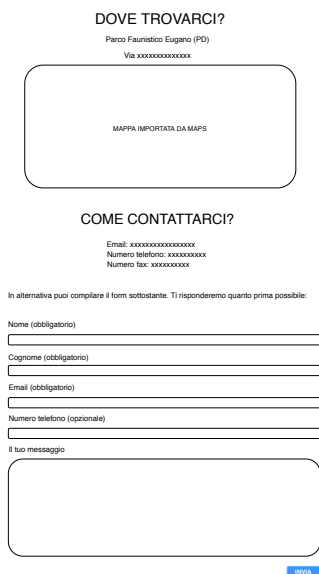 DOVE TROVARCI?
Parco Faunistico Eugano (PD)
Via xxxxxxxxxxxxxx
MAPPA IMPORTATA DA MAPS
COME CONTATTARCI?
Email: xxxxxxxxxxxxxxxxx
Numero telefono: xxxxxxxxxx
Numero fax: xxxxxxxxxx
In alternativa puoi compilare il form sottostante. Ti risponderemo quanto prima possibile:
Nome (obbligatorio)
Cognome (obbligatorio)
Email (obbligatorio)
Numero telefono (opzionale)
Il tuo messaggio
INVIA